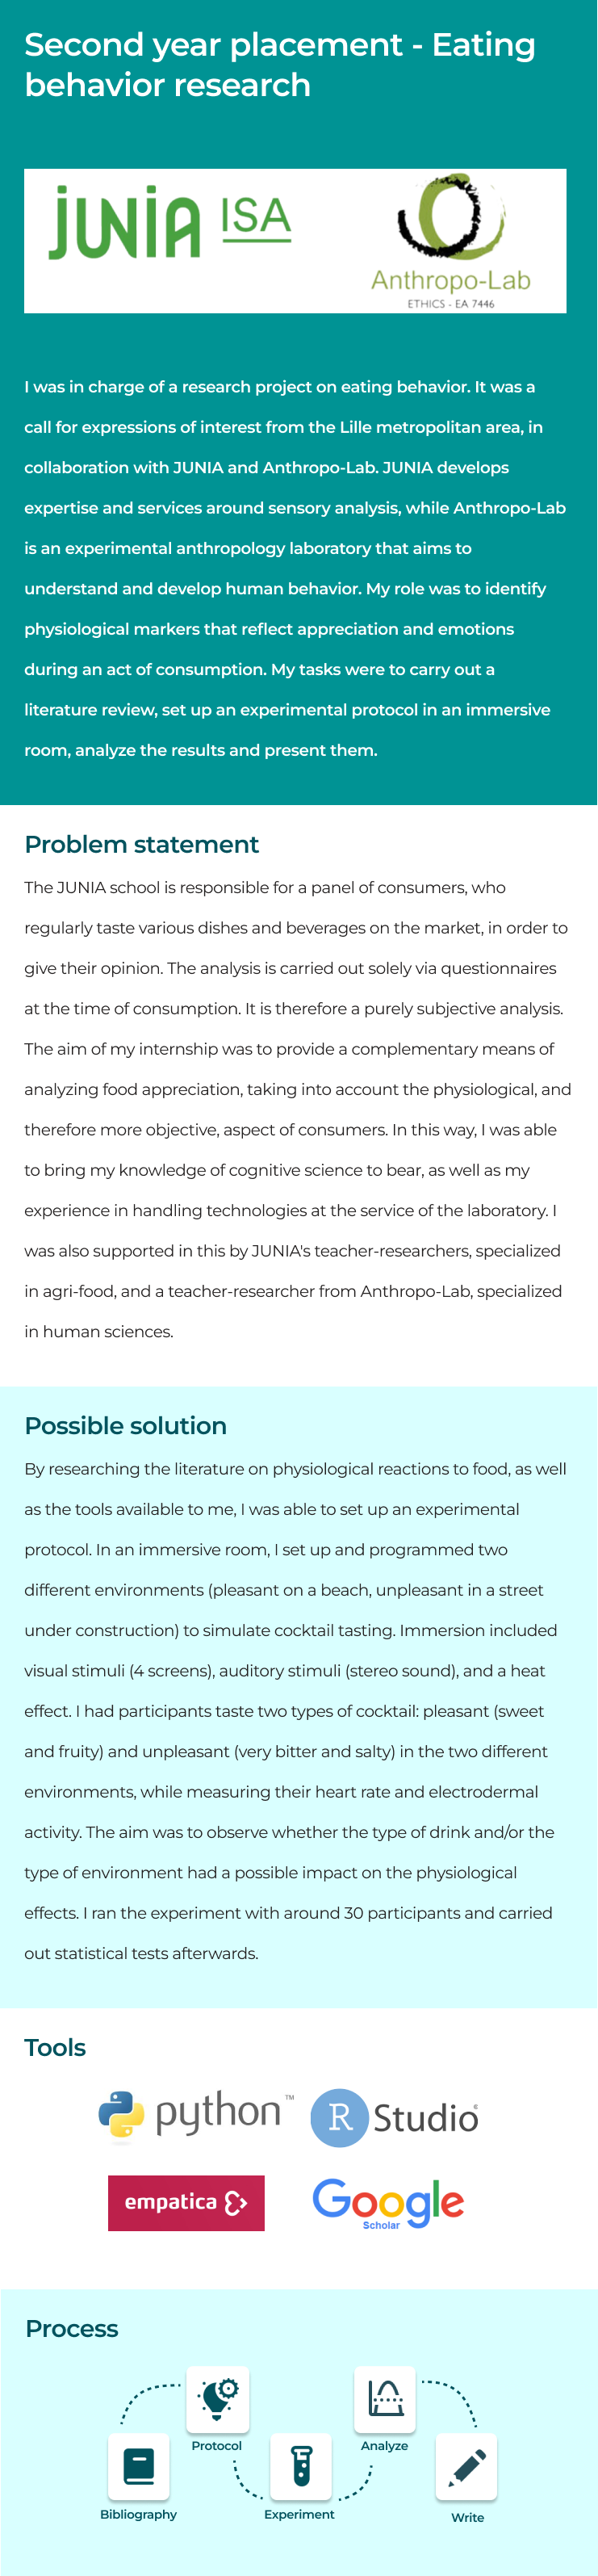 Second year placement - Eating
behavior research
JUNIA ISA
Anthropo-Lab
ETHICS - EA 7446
I was in charge of a research project on eating behavior. It was a
call for expressions of interest from the Lille metropolitan area, in
collaboration with JUNIA and Anthropo-Lab. JUNIA develops
expertise and services around sensory analysis, while Anthropo-Lab
is an experimental anthropology laboratory that aims to
understand and develop human behavior. My role was to identify
physiological markers that reflect appreciation and emotions
during an act of consumption. My tasks were to carry out a
literature review, set up an experimental protocol in an immersive
room, analyze the results and present them.
Problem statement
The JUNIA school is responsible for a panel of consumers, who
regularly taste various dishes and beverages on the market, in order to
give their opinion. The analysis is carried out solely via questionnaires
at the time of consumption. It is therefore a purely subjective analysis.
The aim of my internship was to provide a complementary means of
analyzing food appreciation, taking into account the physiological, and
therefore more objective, aspect of consumers. In this way, I was able
to bring my knowledge of cognitive science to bear, as well as my
experience in handling technologies at the service of the laboratory. I
was also supported in this by JUNIA's teacher-researchers, specialized
in agri-food, and a teacher-researcher from Anthropo-Lab, specialized
in human sciences.
Possible solution
By researching the literature on physiological reactions to food, as well
as the tools available to me, I was able to set up an experimental
protocol. In an immersive room, I set up and programmed two
different environments (pleasant on a beach, unpleasant in a street
under construction) to simulate cocktail tasting. Immersion included
visual stimuli (4 screens), auditory stimuli (stereo sound), and a heat
effect. I had participants taste two types of cocktail: pleasant (sweet
and fruity) and unpleasant (very bitter and salty) in the two different
environments, while measuring their heart rate and electrodermal
activity. The aim was to observe whether the type of drink and/or the
type of environment had a possible impact on the physiological
effects. I ran the experiment with around 30 participants and carried
out statistical tests afterwards.
Tools
python™
R Studio
empatica
Google
Scholar
Process
Protocol
Analyze
Bibliography
Experiment
Write